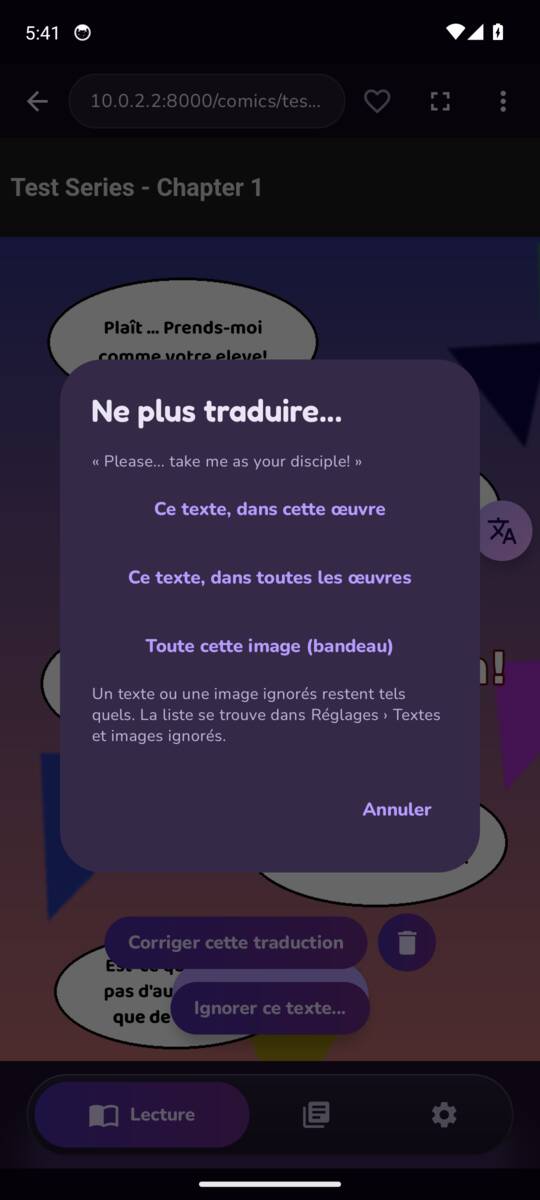 5:41
10.0.2.2:8000/comics/tes...
Test Series - Chapter 1
Plaît ... Prends-moi
comme votre eleve!
Ne plus traduire...
« Please... take me as your disciple! »
Ce texte, dans cette œuvre
Ce texte, dans toutes les œuvres
Toute cette image (bandeau)
Un texte ou une image ignorés restent tels
quels. La liste se trouve dans Réglages › Textes
et images ignorés.
Annuler
Corriger cette traduction
pas d'au
que de
Ignorer ce texte...
Lecture